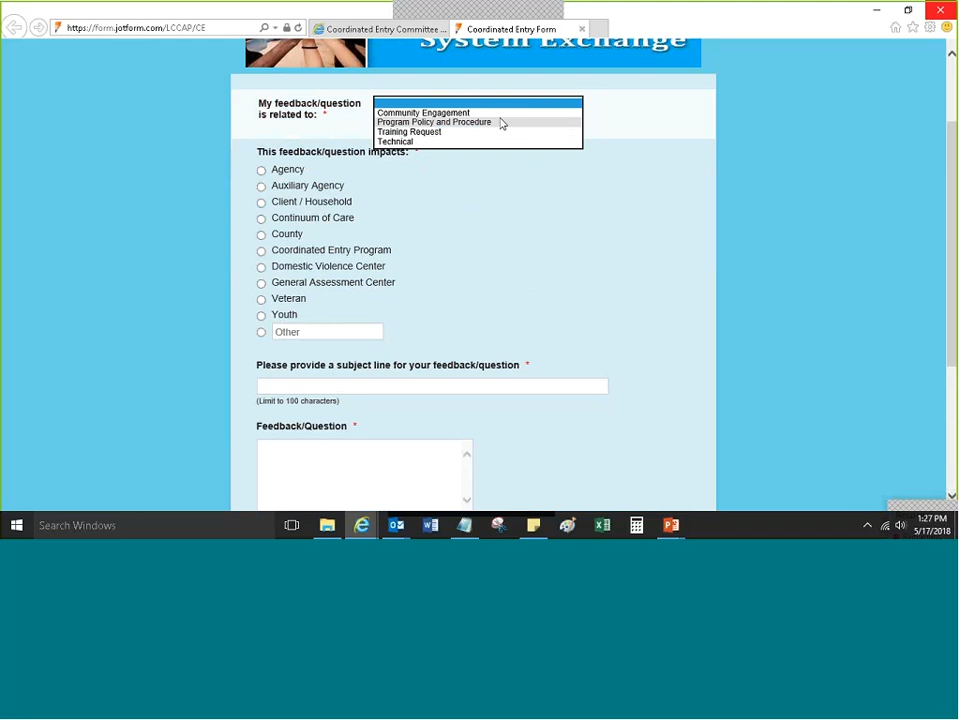 https://form.jotform.com/LCCAP/CE
Coordinated Entry Committee ...
Coordinated Entry Form
System Exchange
My feedback/question
is related to: *
Community Engagement
Program Policy and Procedure
Training Request
Technical
This feedback/question impacts: *
Agency
Auxiliary Agency
Client / Household
Continuum of Care
County
Coordinated Entry Program
Domestic Violence Center
General Assessment Center
Veteran
Youth
Other
Please provide a subject line for your feedback/question *
(Limit to 100 characters)
Feedback/Question *
Search Windows
1:27 PM
5/17/2018